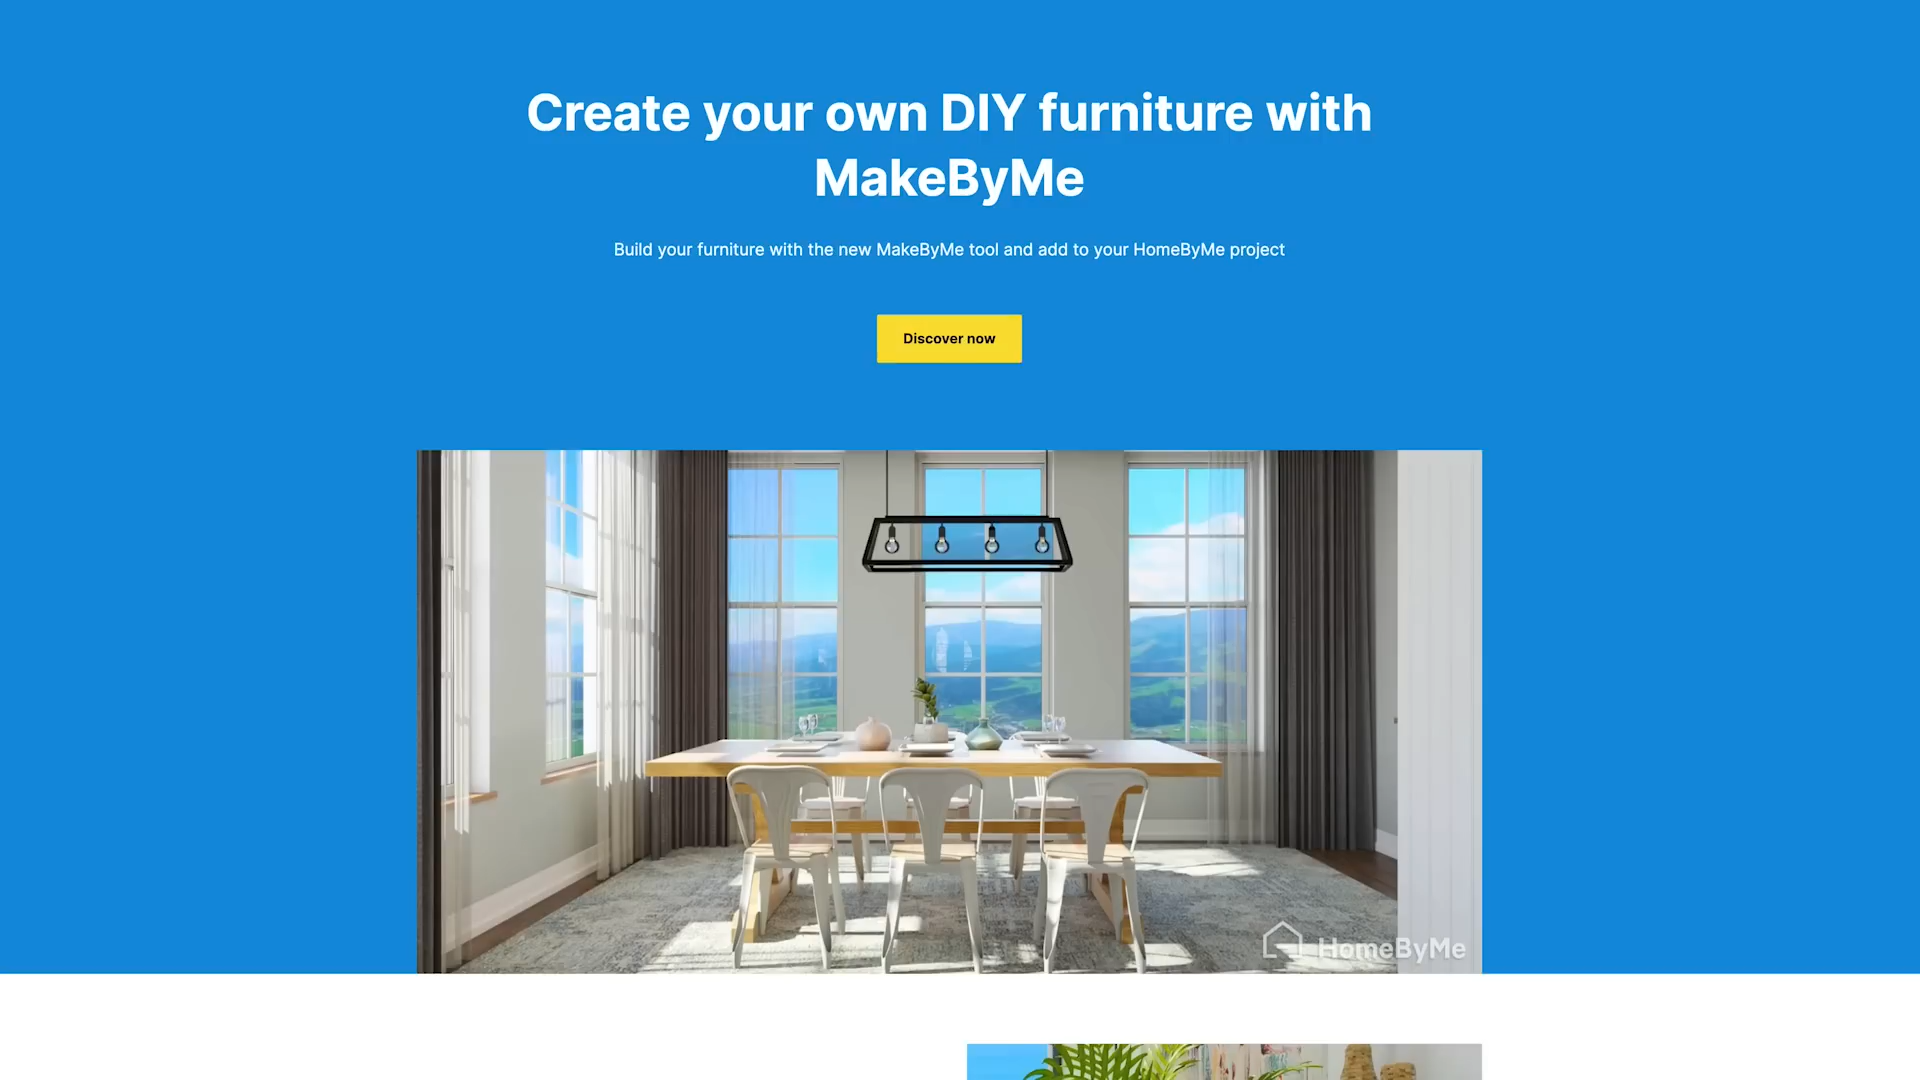 Create your own DIY furniture with
MakeByMe
Build your furniture with the new MakeByMe tool and add to your HomeByMe project
Discover now
HomeByMe